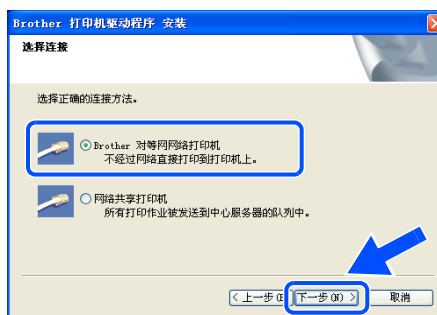 Brother 打印机驱动程序 安装
选择连接
选择正确的连接方法。
Brother 对等网网络打印机
不经过网络直接打印到打印机上。
网络共享打印机
所有打印作业被发送到中心服务器的队列中。
< 上一步(B) 下一步(N) > 取消